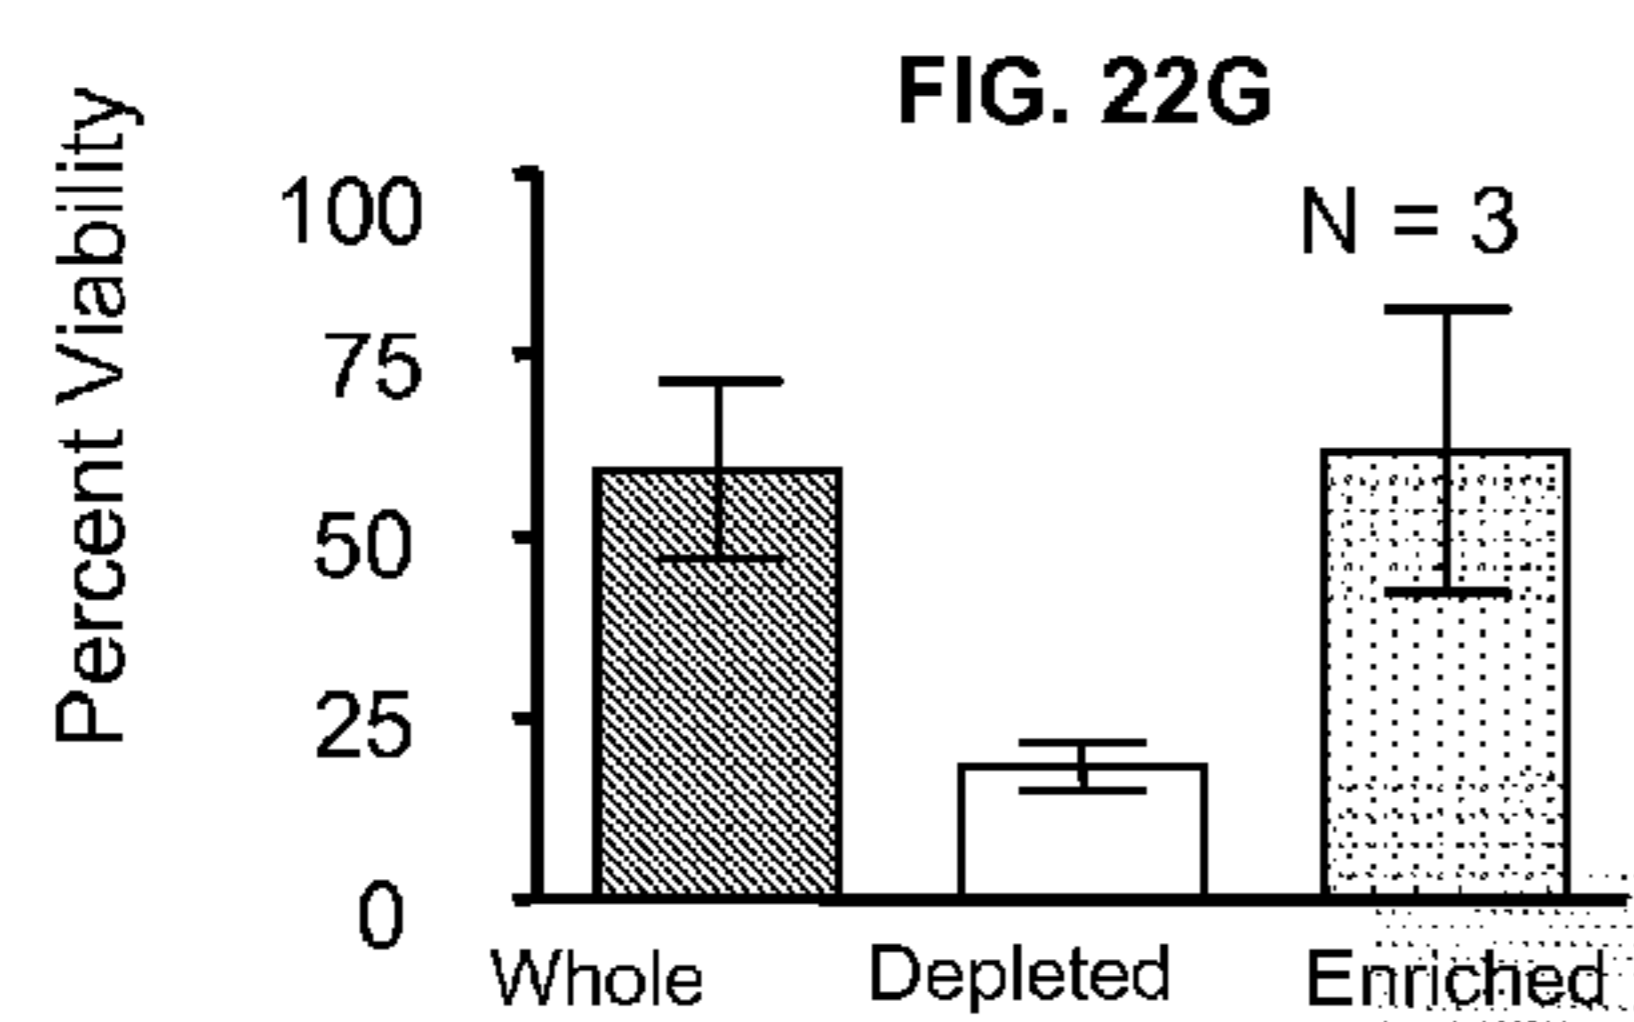 FIG. 22G
Percent Viability
100
75
50
25
0
N = 3
Whole
Depleted
Enriched